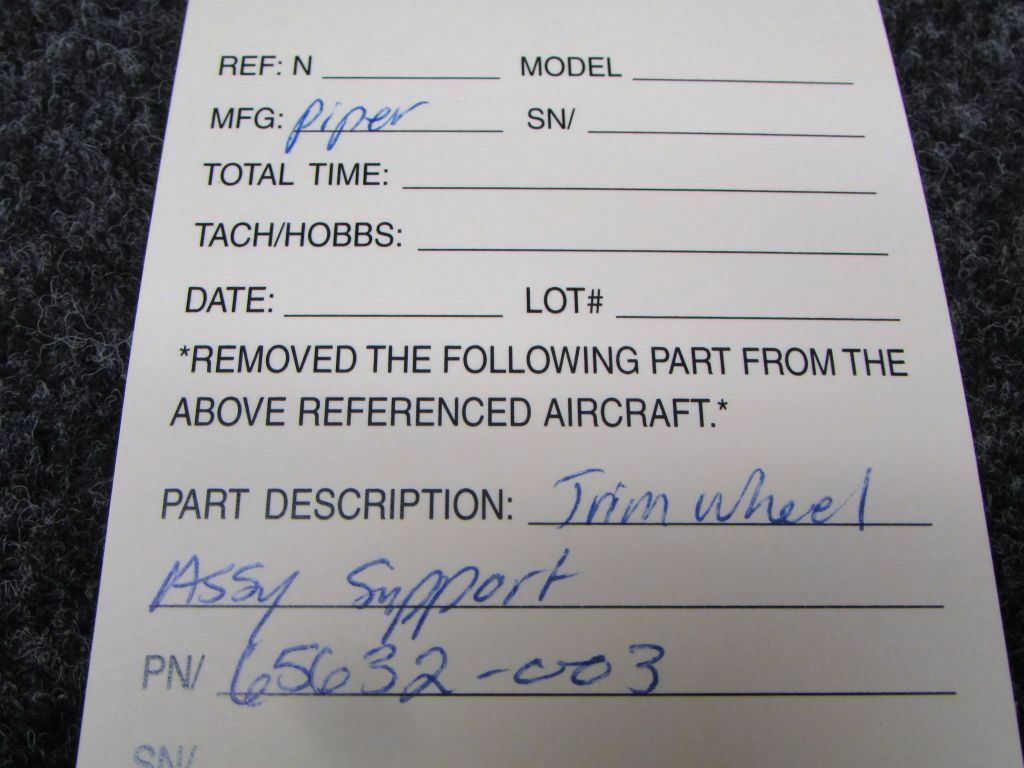 REF: N MODEL
MFG: Piper SN/
TOTAL TIME:
TACH/HOBBS:
DATE: LOT#
*REMOVED THE FOLLOWING PART FROM THE
ABOVE REFERENCED AIRCRAFT.*
PART DESCRIPTION: Trim wheel
Assy Support
PN/ 65632-003
SN/